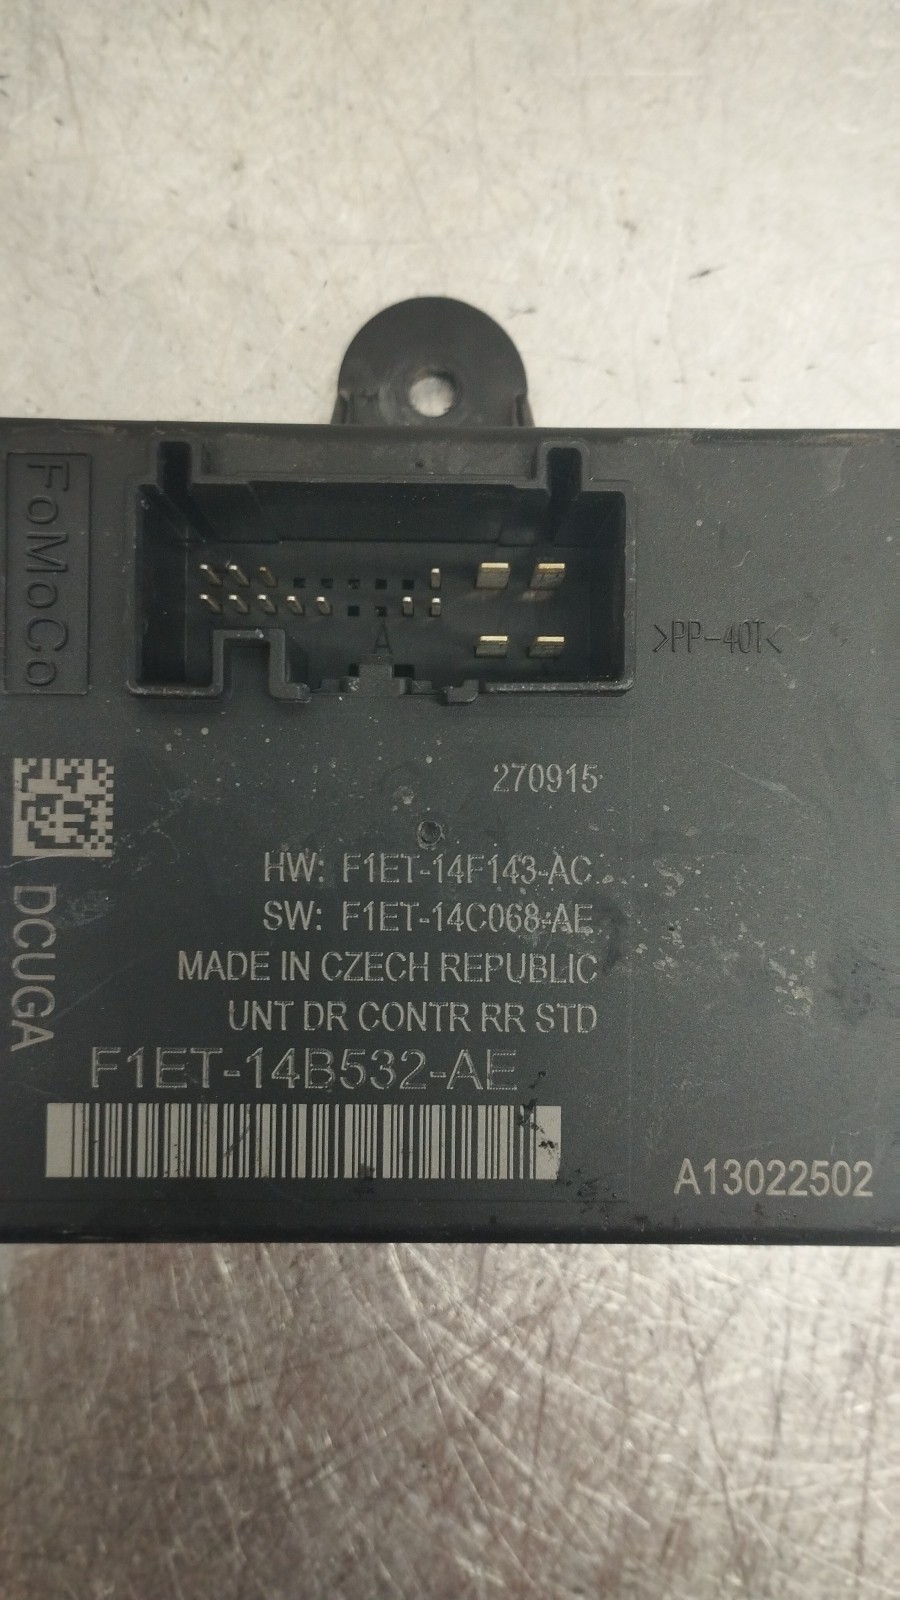 FoMoCo
A
>PP-40T<
270915
HW: F1ET-14F143-AC
SW: F1ET-14C068-AE
MADE IN CZECH REPUBLIC
UNT DR CONTR RR STD
DCUGA
F1ET-14B532-AE
A13022502